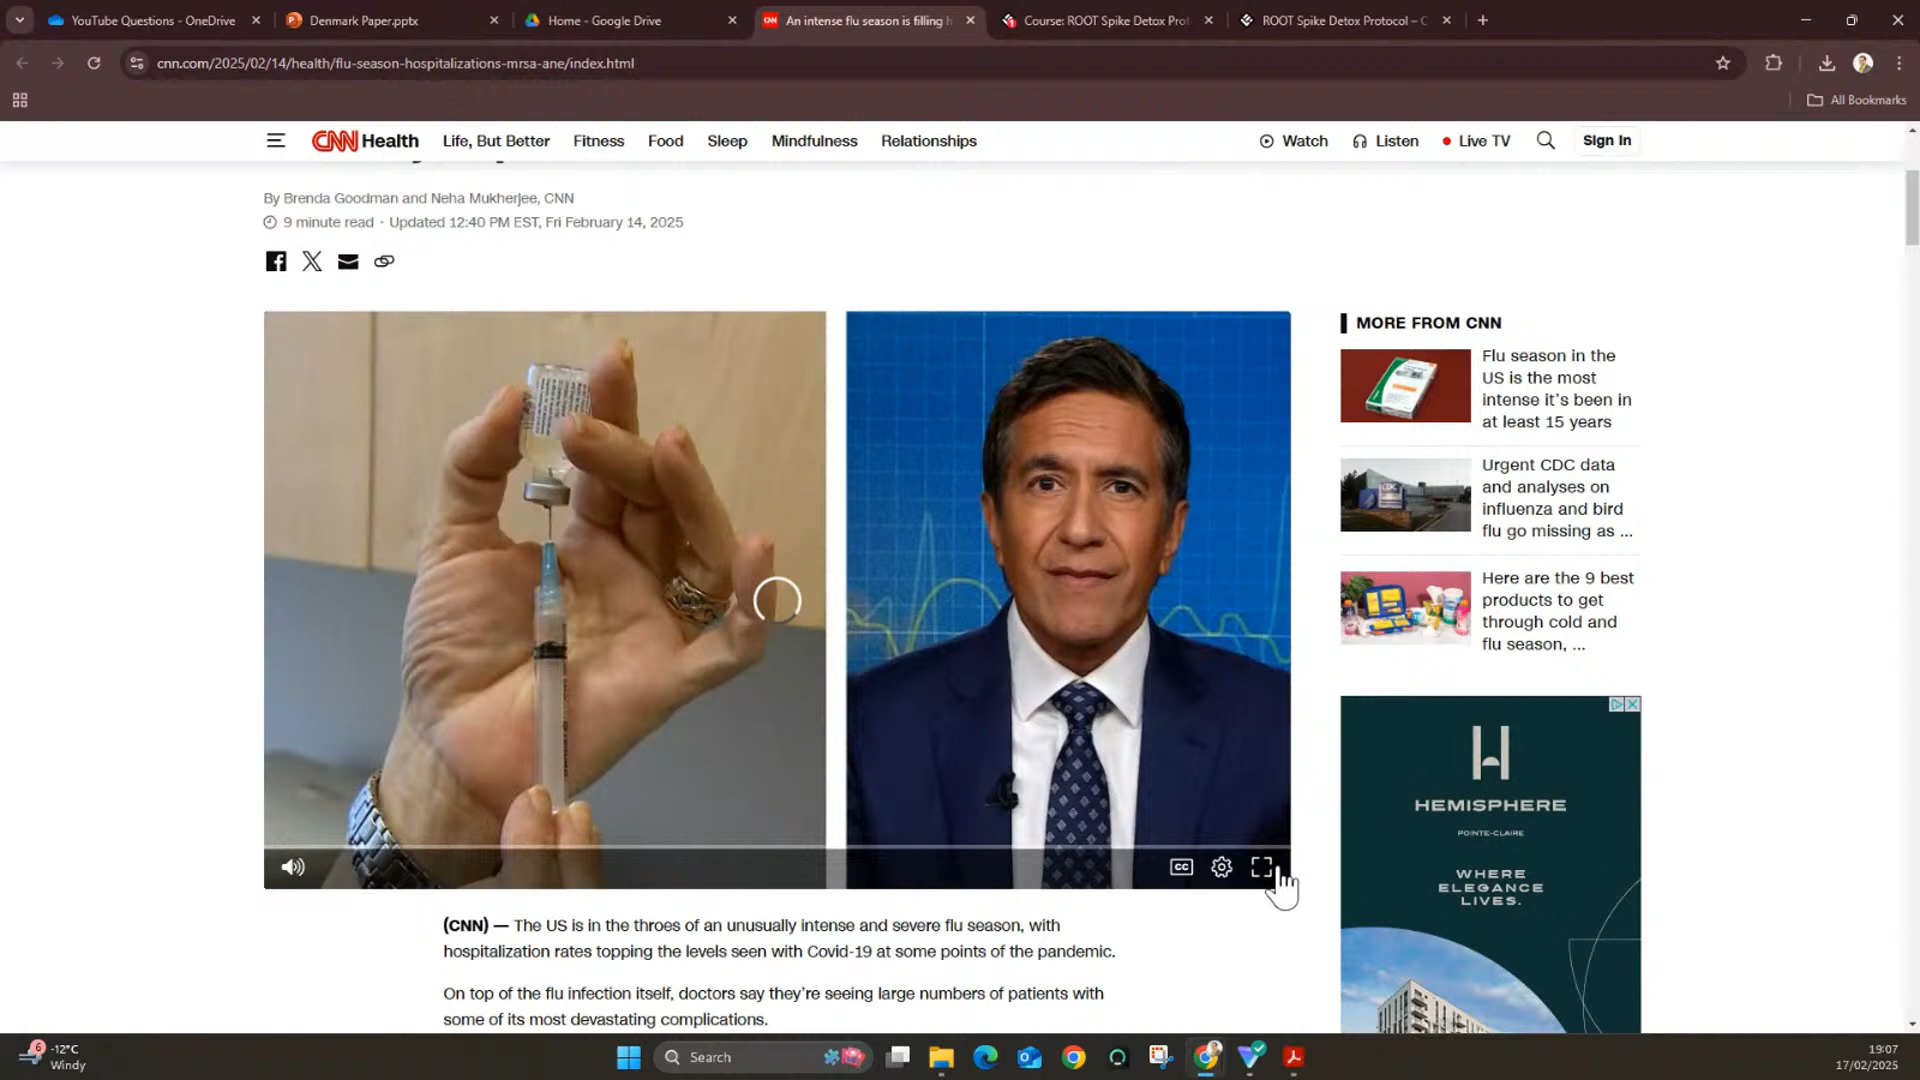 YouTube Questions - OneDrive
Denmark Paper.pptx
Home - Google Drive
An intense flu season is filling h
Course: ROOT Spike Detox Prot
ROOT Spike Detox Protocol – C
cnn.com/2025/02/14/health/flu-season-hospitalizations-mrsa-ane/index.html
All Bookmarks
CNN Health
Life, But Better
Fitness
Food
Sleep
Mindfulness
Relationships
Watch
Listen
Live TV
Sign In
By Brenda Goodman and Neha Mukherjee, CNN
9 minute read · Updated 12:40 PM EST, Fri February 14, 2025
MORE FROM CNN
Flu season in the
US is the most
intense it's been in
at least 15 years
Urgent CDC data
and analyses on
influenza and bird
flu go missing as ...
Here are the 9 best
products to get
through cold and
flu season, ...
CC
HEMISPHERE
POINTE-CLAIRE
WHERE
ELEGANCE
LIVES.
(CNN) — The US is in the throes of an unusually intense and severe flu season, with
hospitalization rates topping the levels seen with Covid-19 at some points of the pandemic.
On top of the flu infection itself, doctors say they're seeing large numbers of patients with
some of its most devastating complications.
6
-12°C
Windy
Search
19:07
17/02/2025